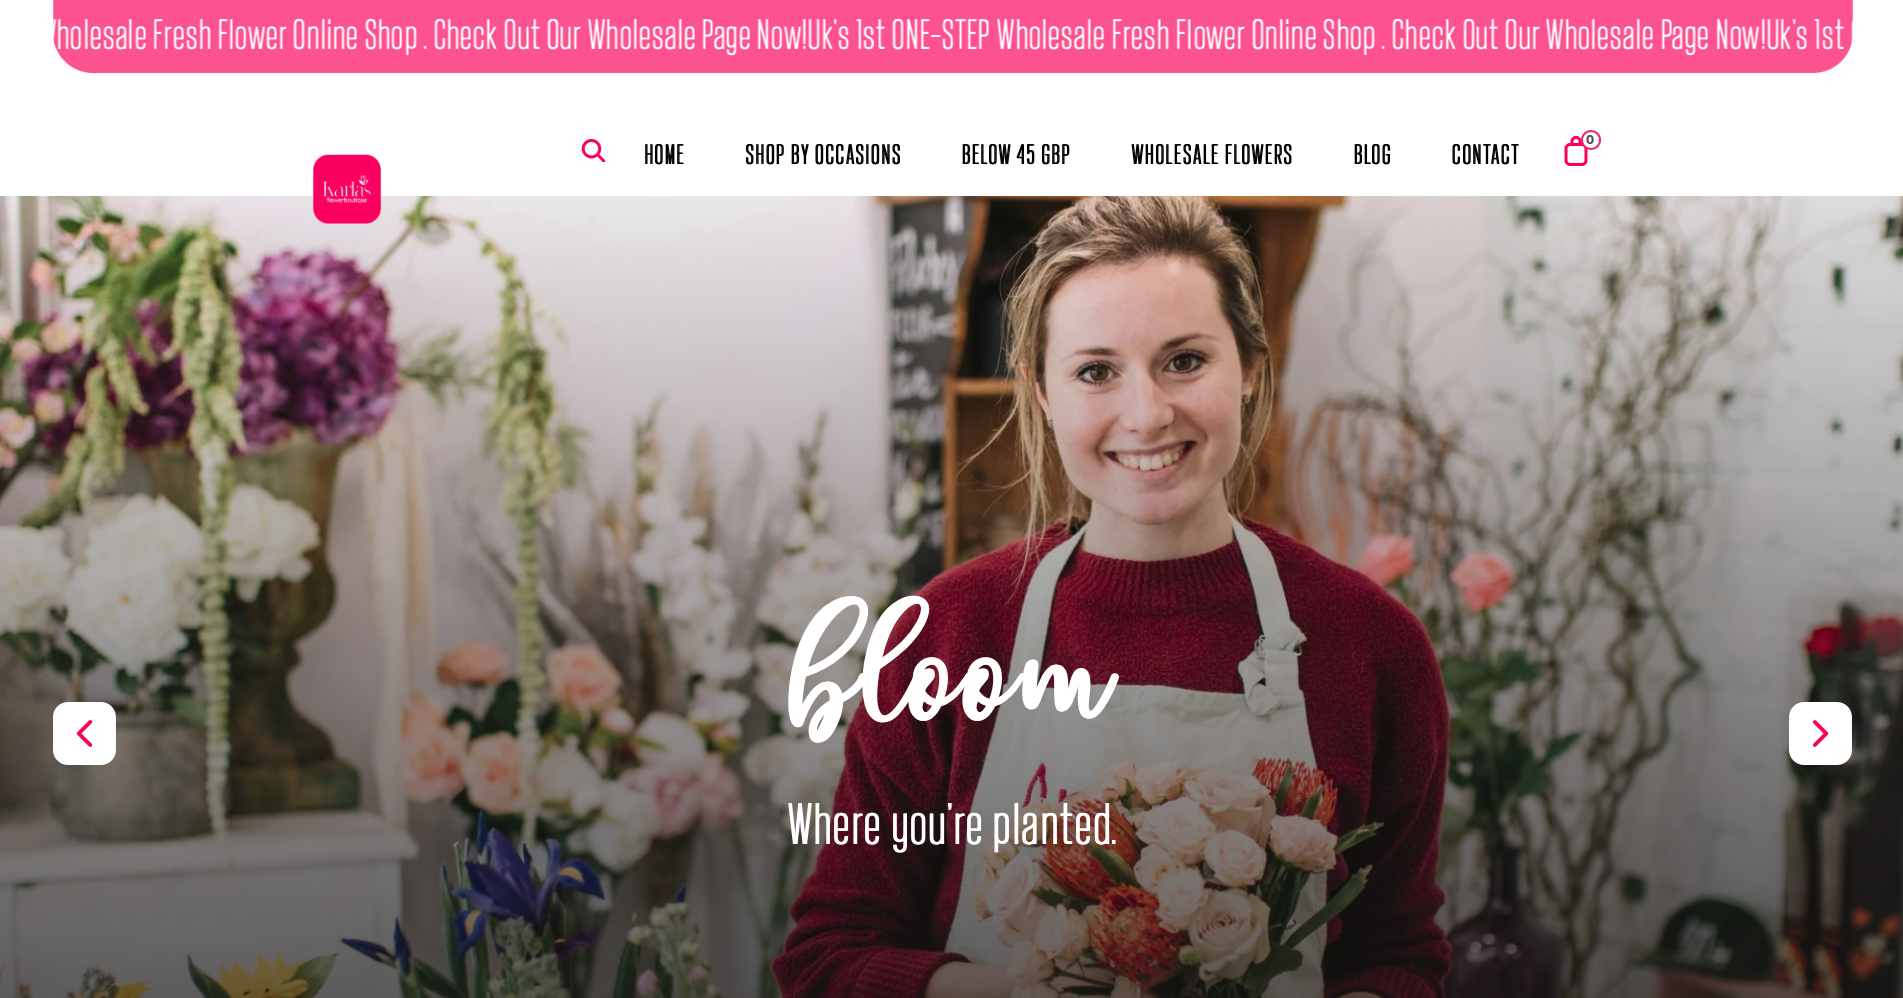 holesale Fresh Flower Online Shop . Check Out Our Wholesale Page Now!Uk's 1st ONE-STEP Wholesale Fresh Flower Online Shop . Check Out Our Wholesale Page Now!Uk's 1st
HOME SHOP BY OCCASIONS BELOW 45 GBP WHOLESALE FLOWERS BLOG CONTACT 0
Karla's
flowerboutique
bloom
Where you're planted.